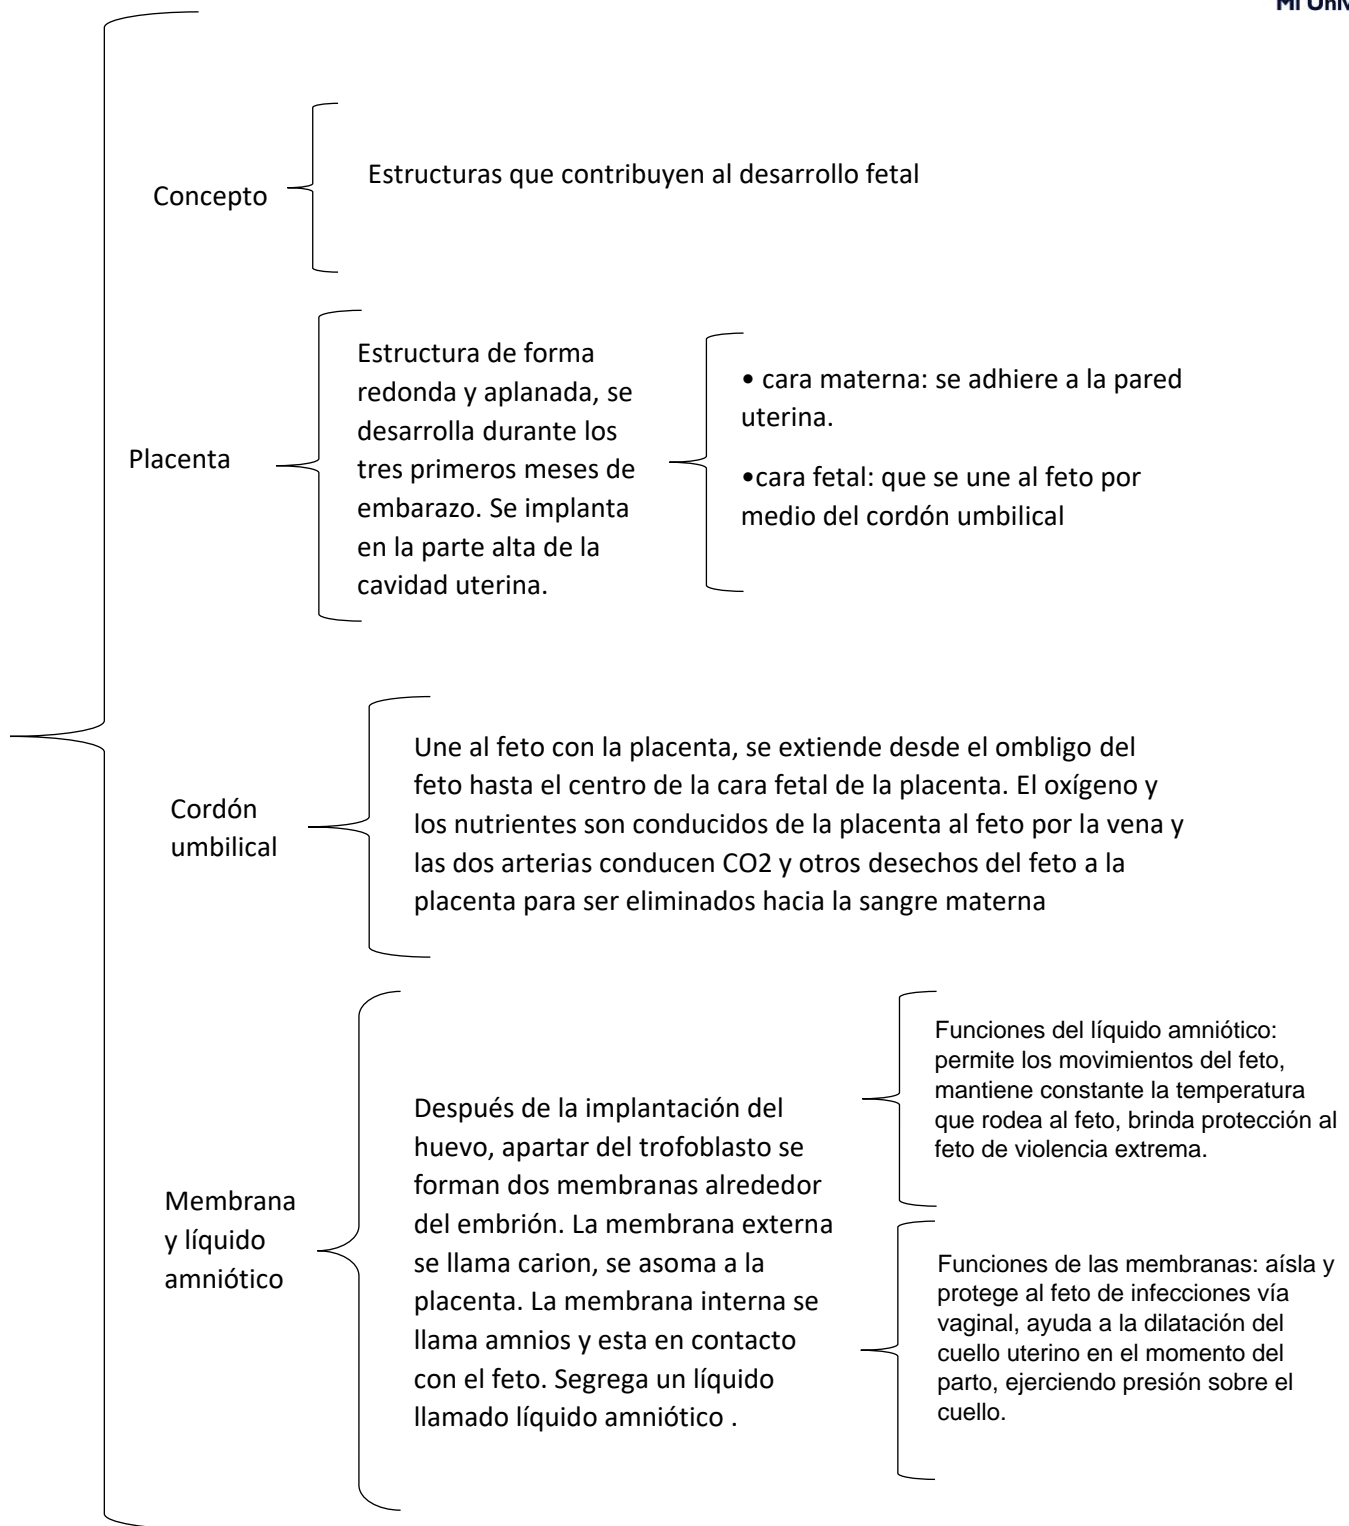 Mi Univ
Concepto
Estructuras que contribuyen al desarrollo fetal
Placenta
Estructura de forma
redonda y aplanada, se
desarrolla durante los
tres primeros meses de
embarazo. Se implanta
en la parte alta de la
cavidad uterina.
• cara materna: se adhiere a la pared
uterina.
•cara fetal: que se une al feto por
medio del cordón umbilical
Cordón
umbilical
Une al feto con la placenta, se extiende desde el ombligo del
feto hasta el centro de la cara fetal de la placenta. El oxígeno y
los nutrientes son conducidos de la placenta al feto por la vena y
las dos arterias conducen CO2 y otros desechos del feto a la
placenta para ser eliminados hacia la sangre materna
Membrana
y líquido
amniótico
Después de la implantación del
huevo, apartar del trofoblasto se
forman dos membranas alrededor
del embrión. La membrana externa
se llama carion, se asoma a la
placenta. La membrana interna se
llama amnios y esta en contacto
con el feto. Segrega un líquido
llamado líquido amniótico .
Funciones del líquido amniótico:
permite los movimientos del feto,
mantiene constante la temperatura
que rodea al feto, brinda protección al
feto de violencia extrema.
Funciones de las membranas: aísla y
protege al feto de infecciones vía
vaginal, ayuda a la dilatación del
cuello uterino en el momento del
parto, ejerciendo presión sobre el
cuello.